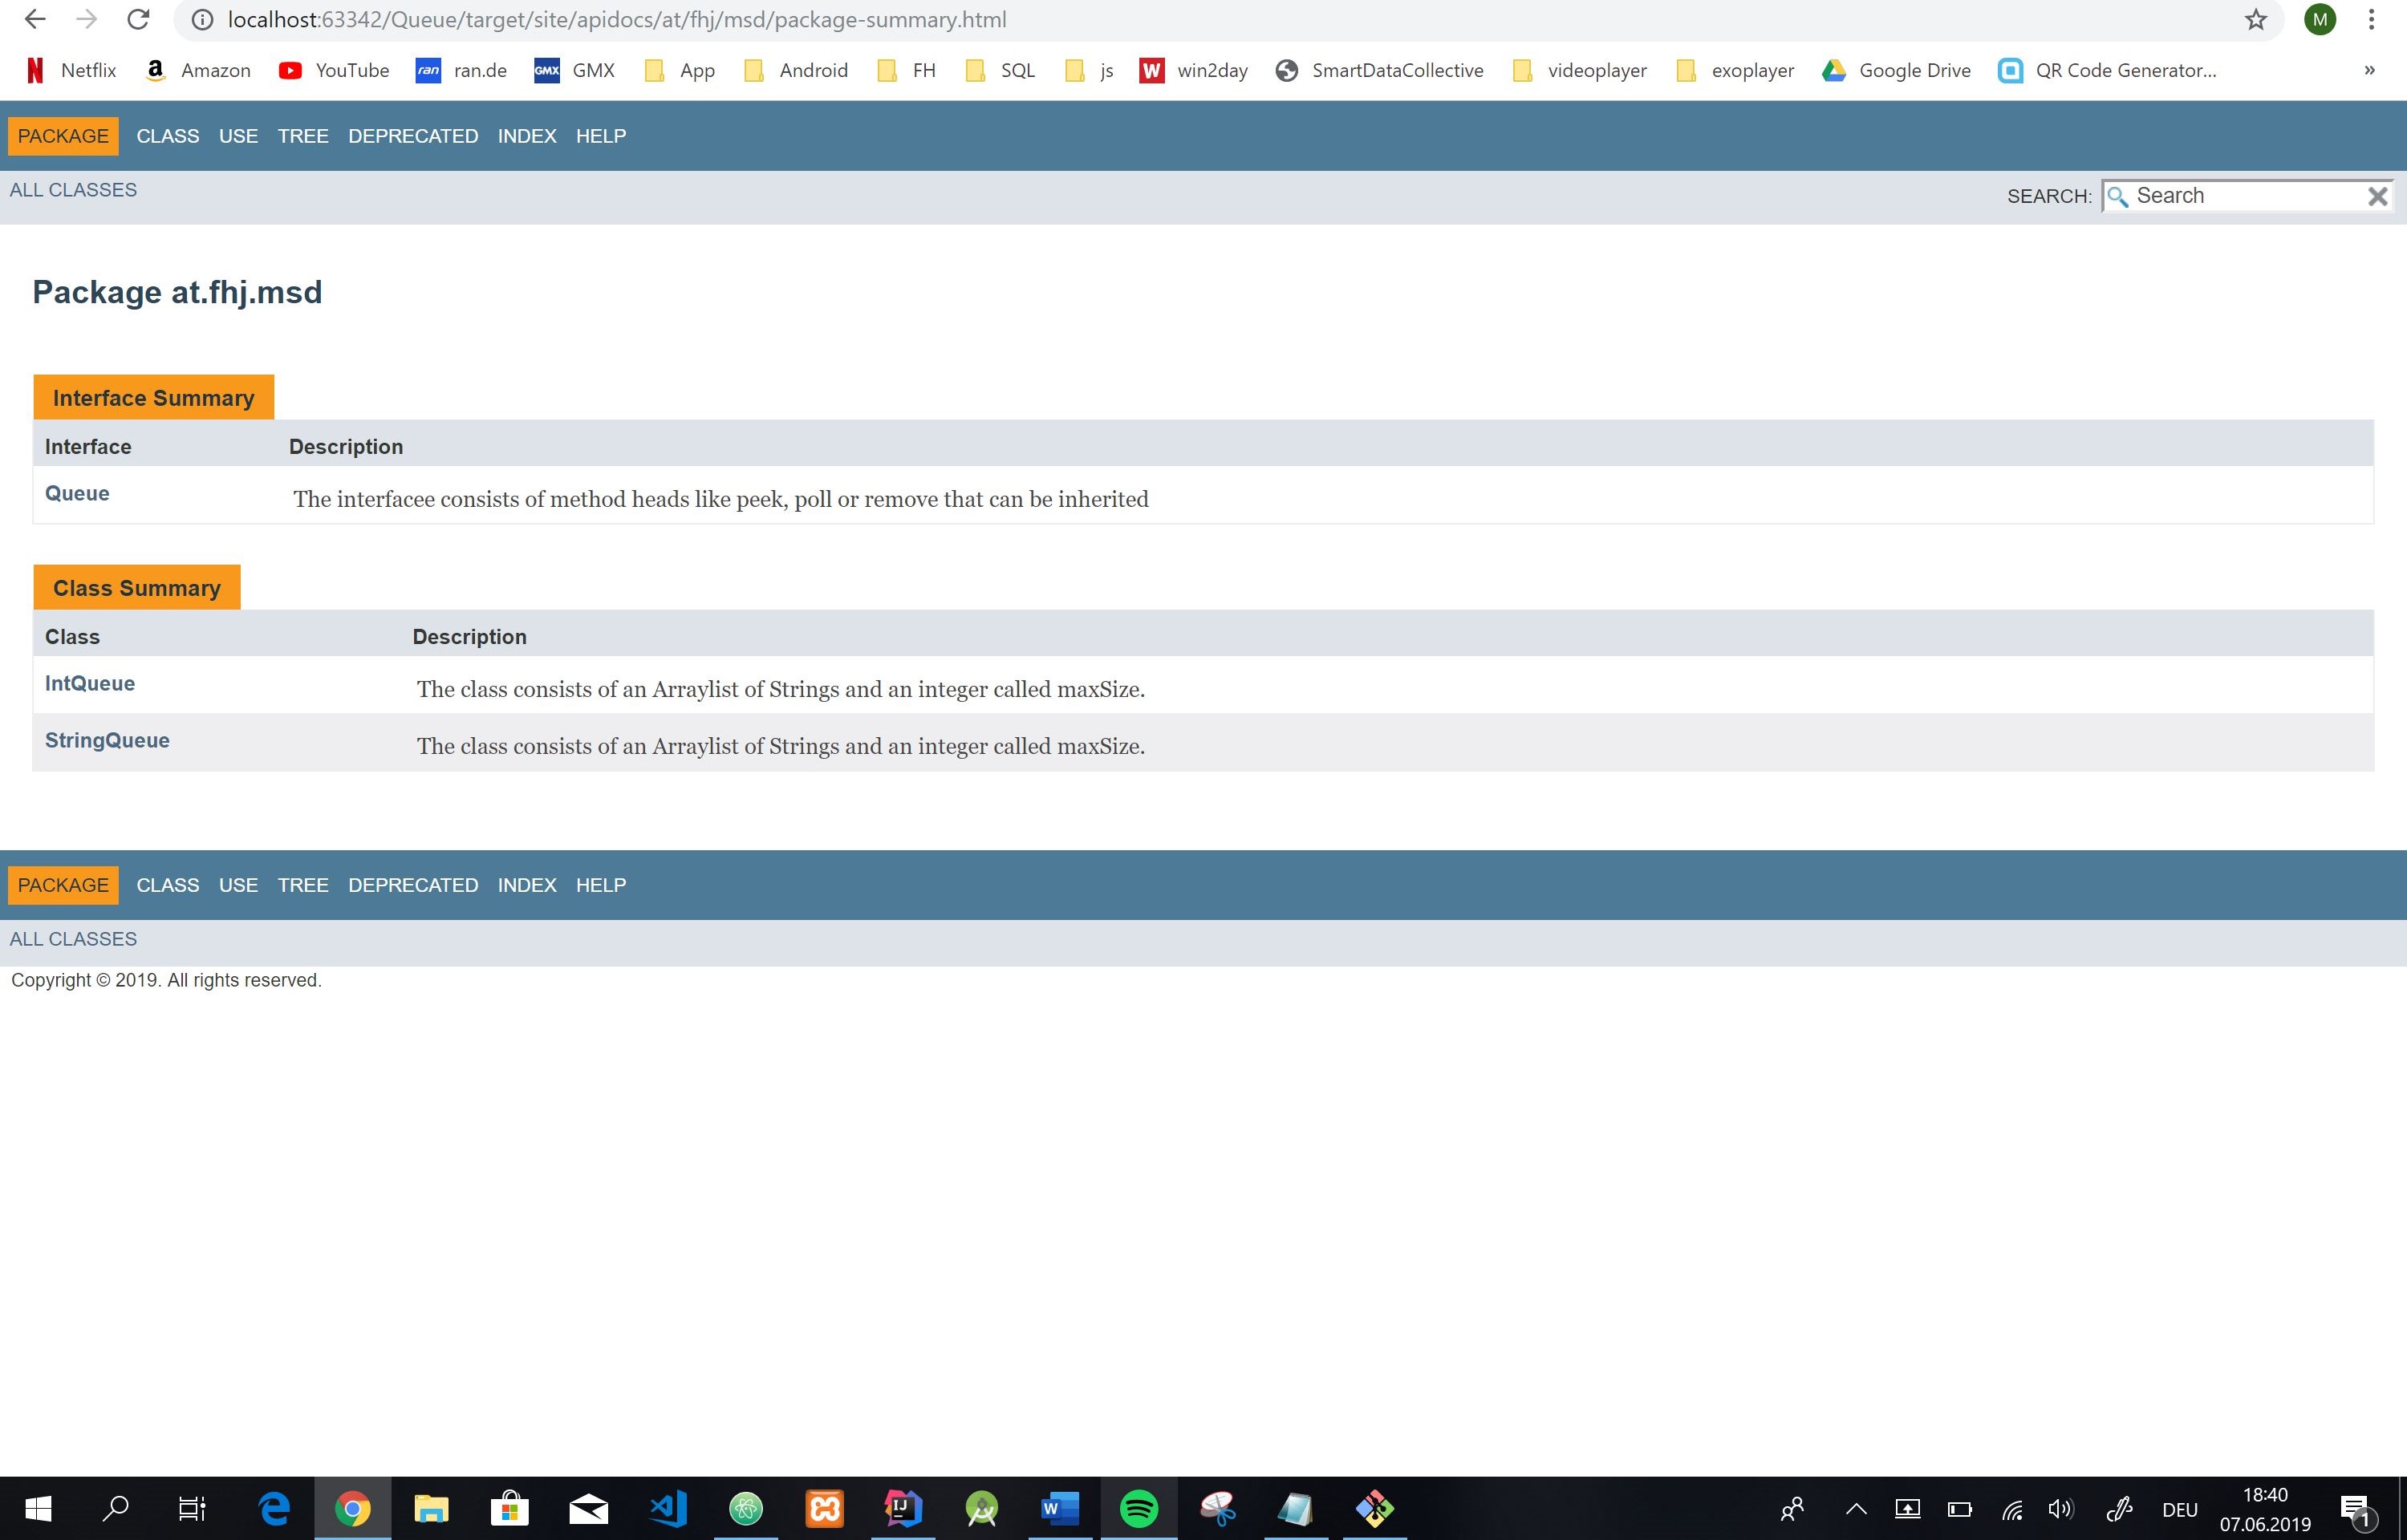 localhost:63342/Queue/target/site/apidocs/at/fhj/msd/package-summary.html
M
Netflix Amazon YouTube ran ran.de GMX GMX App Android FH SQL js W win2day SmartDataCollective videoplayer exoplayer Google Drive QR Code Generator... »
PACKAGE CLASS USE TREE DEPRECATED INDEX HELP
ALL CLASSES
SEARCH: Search
Package at.fhj.msd
Interface Summary
Interface Description
Queue The interfacee consists of method heads like peek, poll or remove that can be inherited
Class Summary
Class Description
IntQueue The class consists of an Arraylist of Strings and an integer called maxSize.
StringQueue The class consists of an Arraylist of Strings and an integer called maxSize.
PACKAGE CLASS USE TREE DEPRECATED INDEX HELP
ALL CLASSES
Copyright © 2019. All rights reserved.
IJ W DEU 18:40
07.06.2019 1